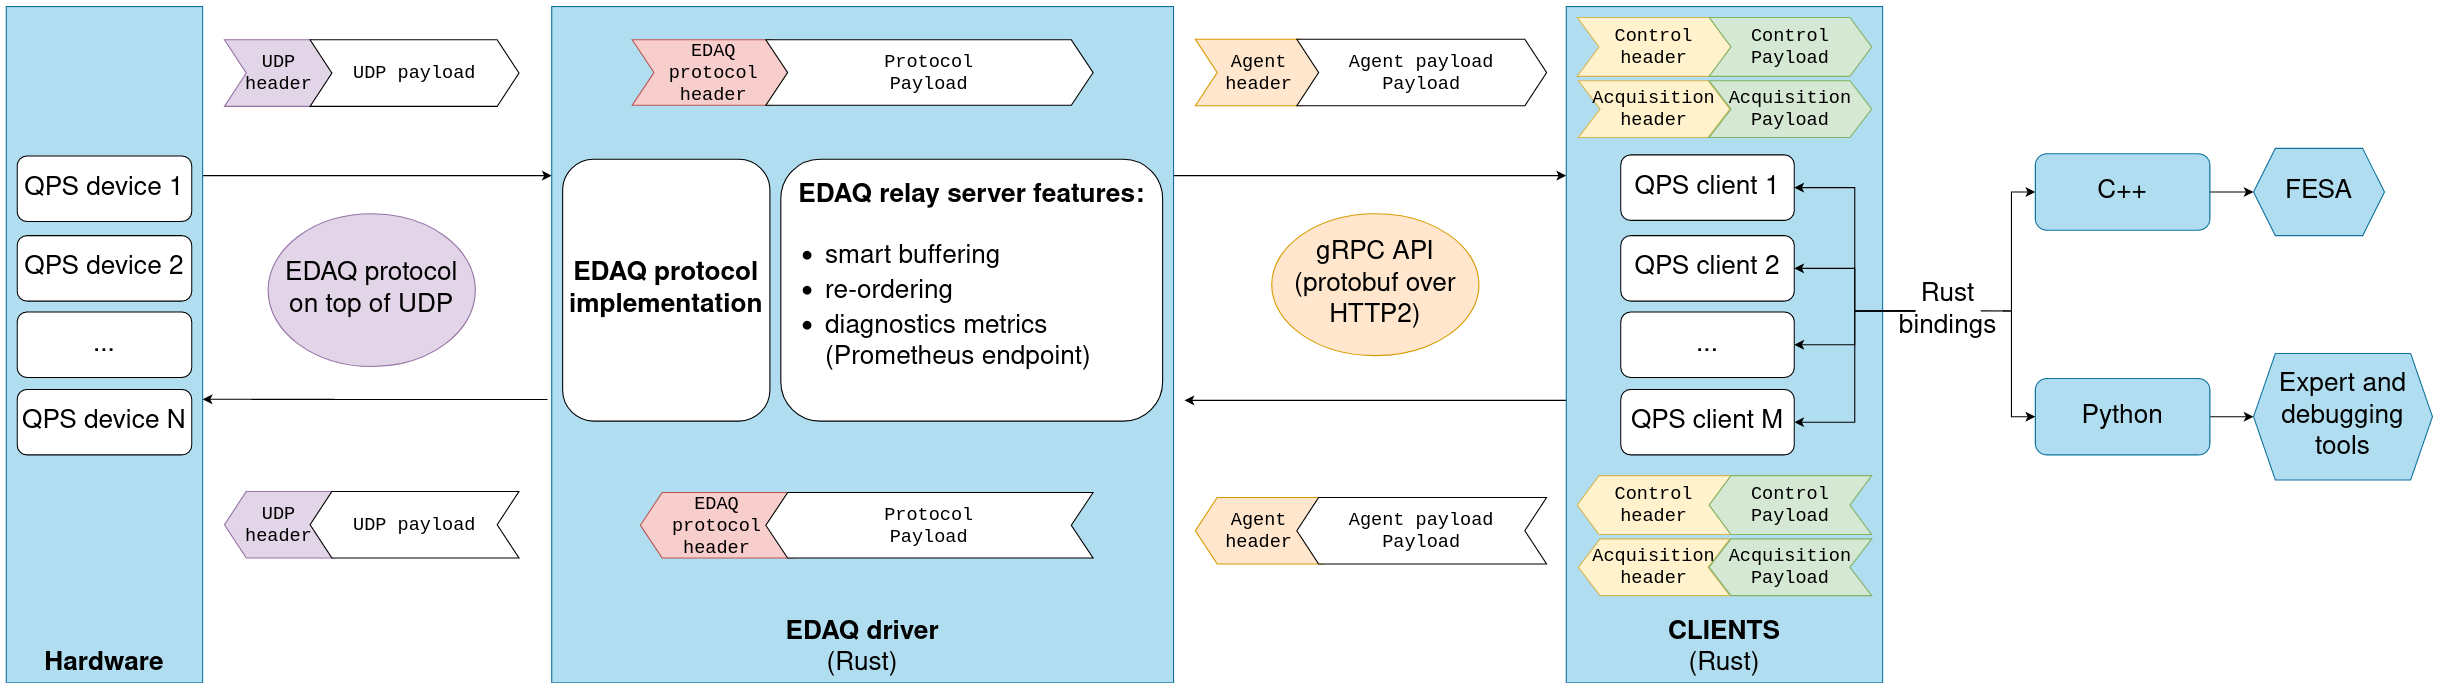 UDP
header
UDP payload
EDAQ
protocol
header
Protocol
Payload
Agent
header
Agent payload
Payload
Control
header
Control
Payload
Acquisition
header
Acquisition
Payload
QPS device 1
QPS device 2
...
QPS device N
EDAQ protocol
on top of UDP
EDAQ protocol
implementation
EDAQ relay server features:
• smart buffering
• re-ordering
• diagnostics metrics
(Prometheus endpoint)
gRPC API
(protobuf over
HTTP2)
QPS client 1
QPS client 2
...
QPS client M
Rust
bindings
C++
FESA
Python
Expert and
debugging
tools
UDP
header
UDP payload
EDAQ
protocol
header
Protocol
Payload
Agent
header
Agent payload
Payload
Control
header
Control
Payload
Acquisition
header
Acquisition
Payload
Hardware
EDAQ driver
(Rust)
CLIENTS
(Rust)